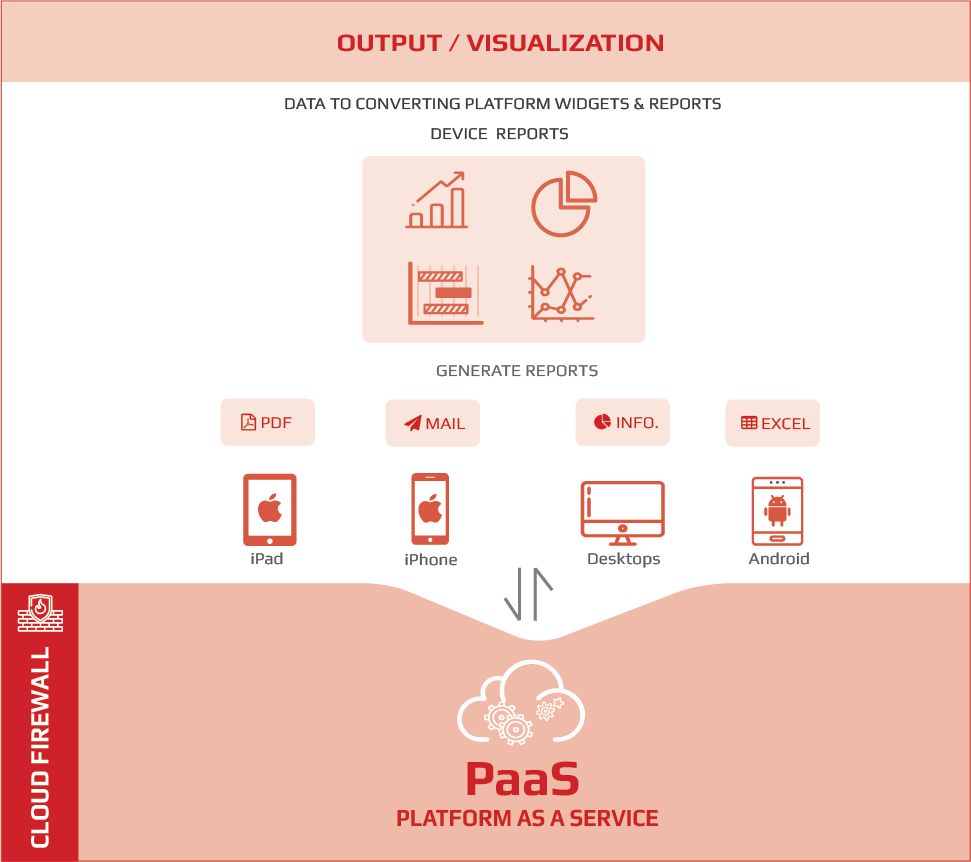 OUTPUT / VISUALIZATION
DATA TO CONVERTING PLATFORM WIDGETS & REPORTS
DEVICE REPORTS
GENERATE REPORTS
PDF
MAIL
INFO.
EXCEL
iPad
iPhone
Desktops
Android
CLOUD FIREWALL
PaaS
PLATFORM AS A SERVICE